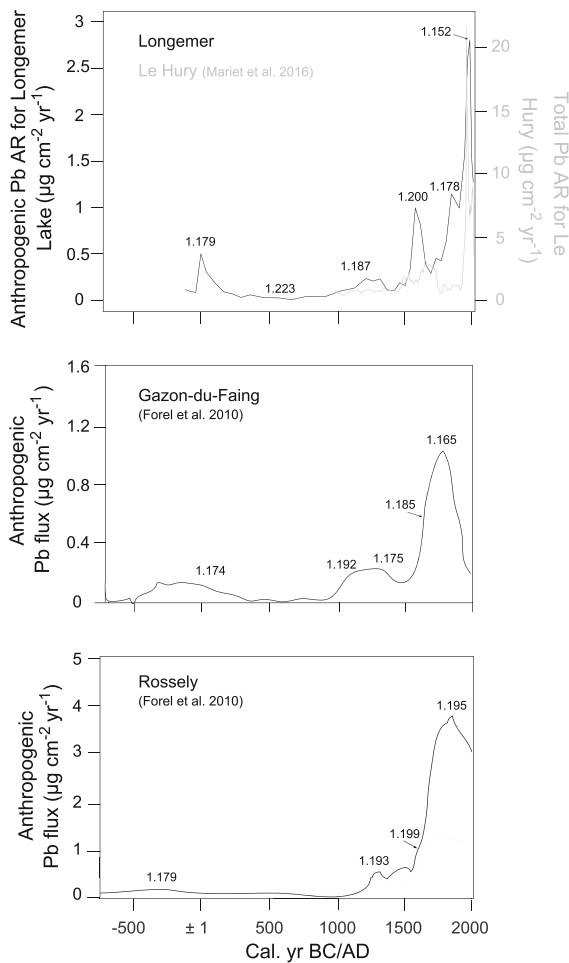 Anthropogenic Pb AR for Longemer
Lake (µg cm-2 yr-1)
3
2.5
2
1.5
1
0.5
0
Longemer
Le Hury (Mariet et al. 2016)
1.152
1.200
1.178
1.179
1.187
1.223
20
15
10
5
0
Total Pb AR for Le
Hury (µg cm-2 yr-1)
Anthropogenic
Pb flux (µg cm-2 yr-1)
1.6
1.2
0.8
0.4
0
Gazon-du-Faing
(Forel et al. 2010)
1.165
1.185
1.192
1.175
1.174
Anthropogenic
Pb flux (µg cm-2 yr-1)
5
4
3
2
1
0
Rossely
(Forel et al. 2010)
1.195
1.199
1.193
1.179
-500 ± 1 500 1000 1500 2000
Cal. yr BC/AD